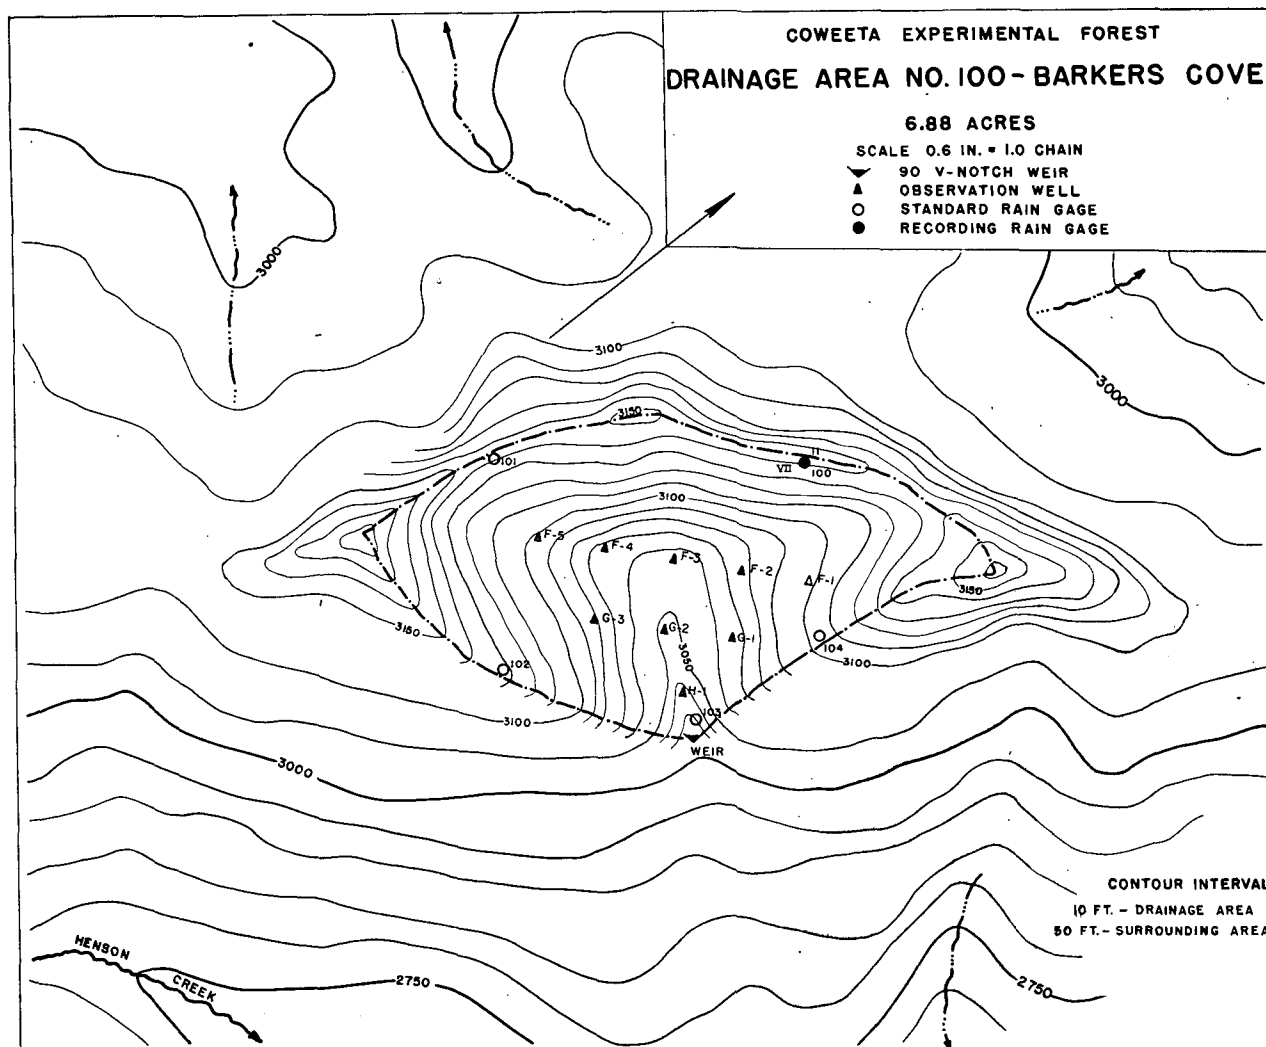 COWEETA EXPERIMENTAL FOREST
DRAINAGE AREA NO. 100 - BARKERS COVE
6.88 ACRES
SCALE 0.6 IN. = 1.0 CHAIN
90 V-NOTCH WEIR
OBSERVATION WELL
STANDARD RAIN GAGE
RECORDING RAIN GAGE
3000
3100
3000
3150
101
11
VII
100
3100
F-5
F-4
F-3
F-2
F-1
3150
3150
G-3
G-2
G-1
104
3050
3100
102
H-1
103
3100
WEIR
3000
CONTOUR INTERVAL
10 FT. - DRAINAGE AREA
50 FT. - SURROUNDING AREA
HENSON CREEK
2750
2750